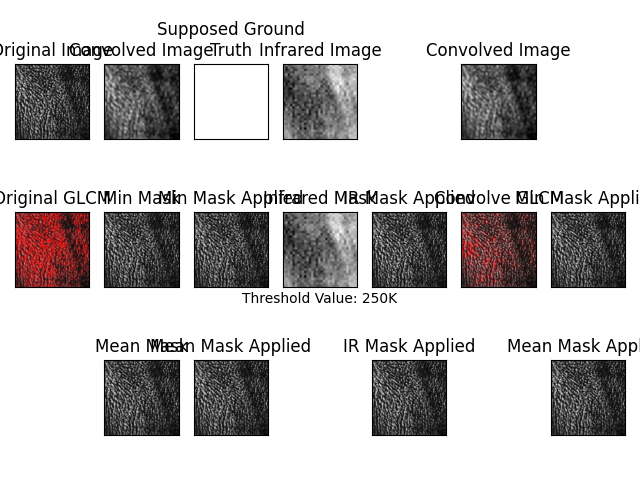 Supposed Ground
Original Image Convolved Image Truth Infrared Image Convolved Image
Original GLCM Min Mask Min Mask Applied Infrared Mask IR Mask Applied Convolve GLCM Min Mask Appli
Threshold Value: 250K
Mean Mask Mean Mask Applied IR Mask Applied Mean Mask Appl